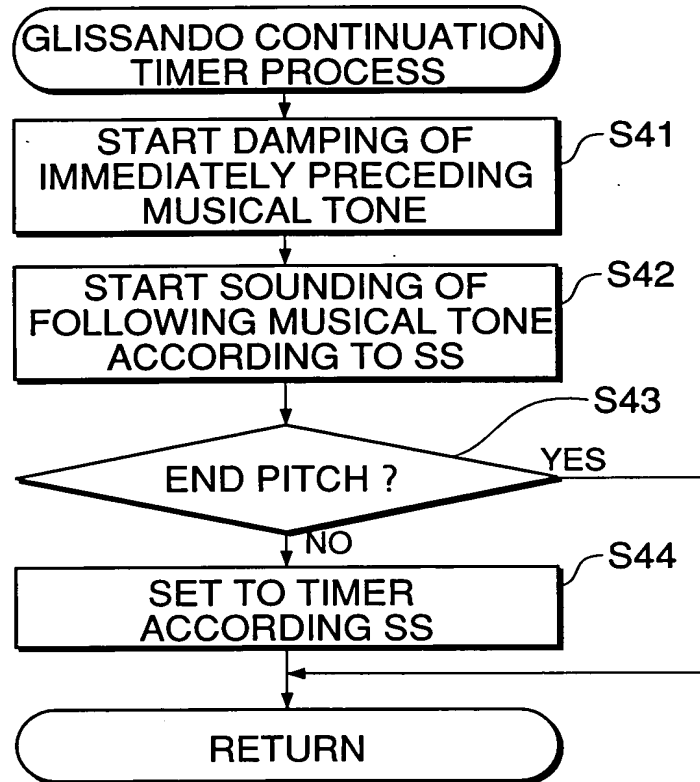 GLISSANDO CONTINUATION
TIMER PROCESS
START DAMPING OF
IMMEDIATELY PRECEDING
MUSICAL TONE
S41
START SOUNDING OF
FOLLOWING MUSICAL TONE
ACCORDING TO SS
S42
S43
END PITCH ?
YES
NO
S44
SET TO TIMER
ACCORDING SS
RETURN